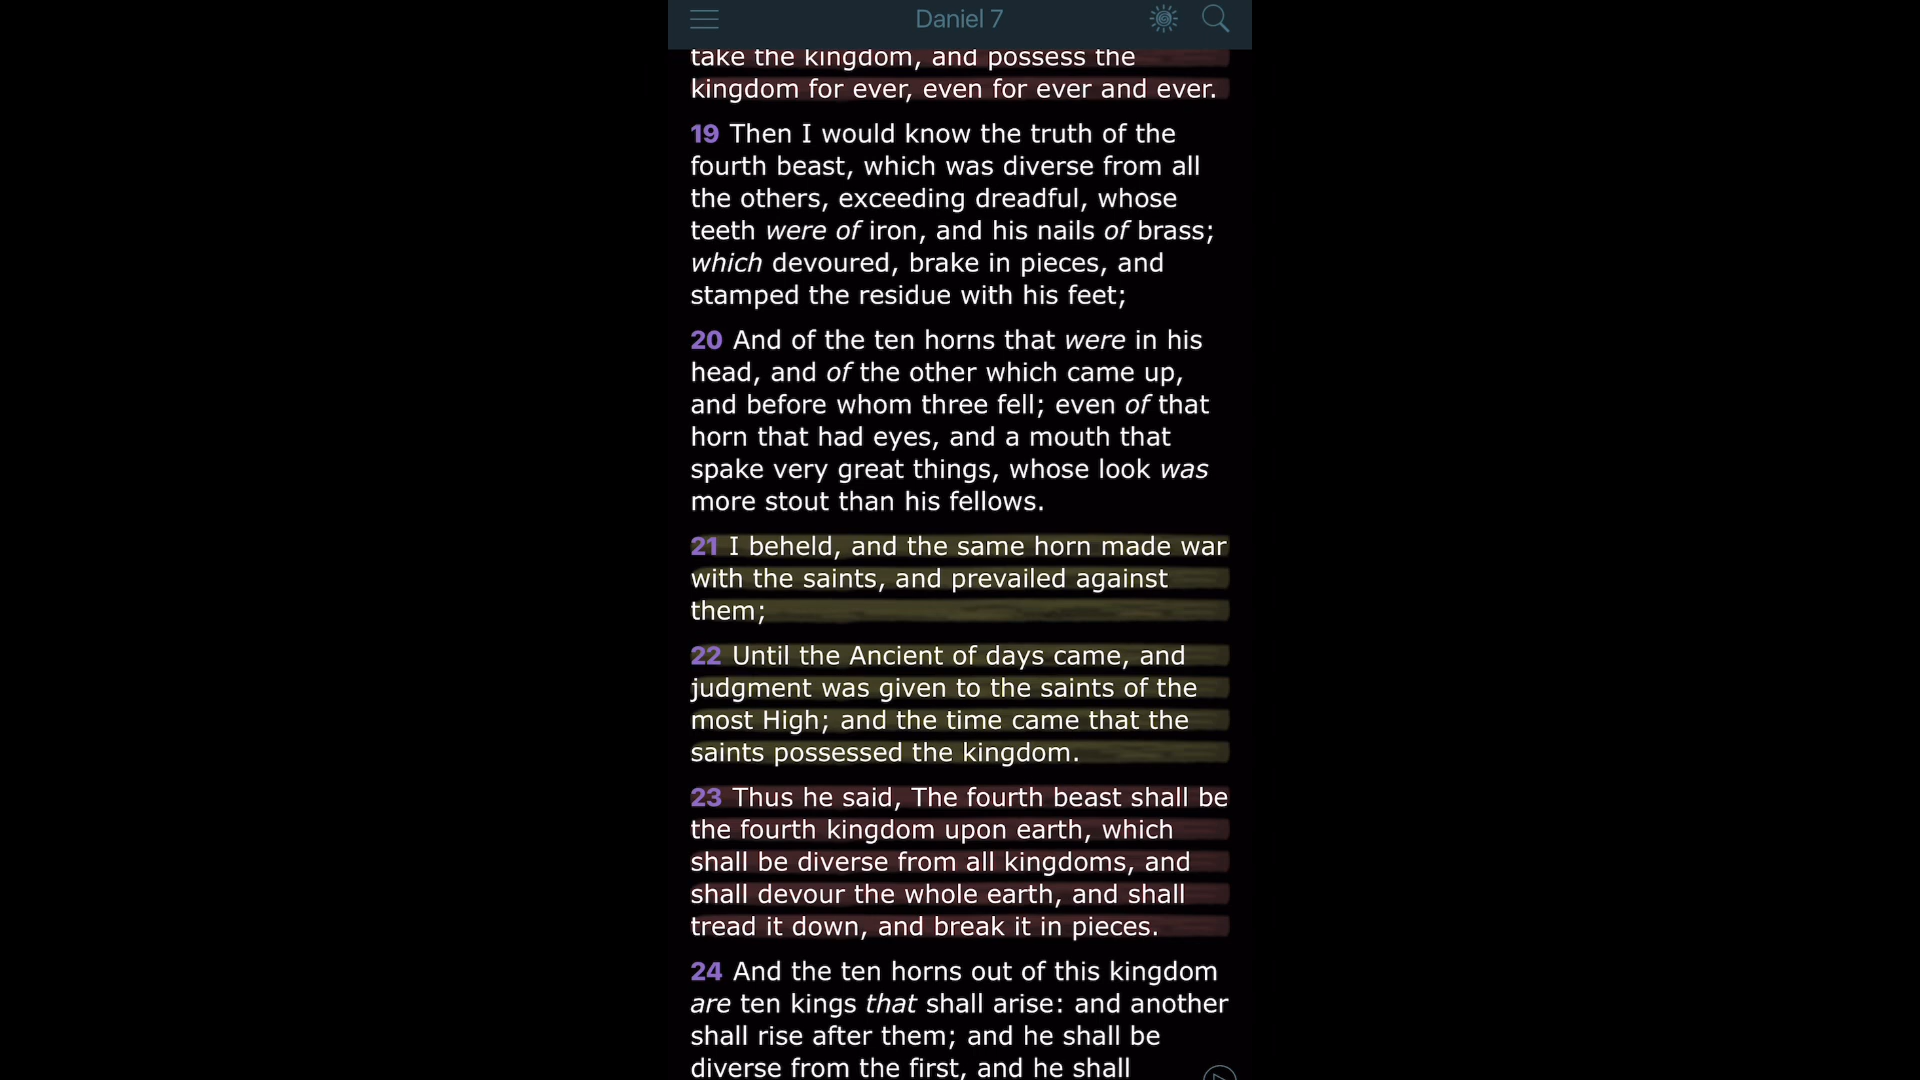 Daniel 7
take the kingdom, and possess the
kingdom for ever, even for ever and ever.
19 Then I would know the truth of the
fourth beast, which was diverse from all
the others, exceeding dreadful, whose
teeth were of iron, and his nails of brass;
which devoured, brake in pieces, and
stamped the residue with his feet;
20 And of the ten horns that were in his
head, and of the other which came up,
and before whom three fell; even of that
horn that had eyes, and a mouth that
spake very great things, whose look was
more stout than his fellows.
21 I beheld, and the same horn made war
with the saints, and prevailed against
them;
22 Until the Ancient of days came, and
judgment was given to the saints of the
most High; and the time came that the
saints possessed the kingdom.
23 Thus he said, The fourth beast shall be
the fourth kingdom upon earth, which
shall be diverse from all kingdoms, and
shall devour the whole earth, and shall
tread it down, and break it in pieces.
24 And the ten horns out of this kingdom
are ten kings that shall arise: and another
shall rise after them; and he shall be
diverse from the first, and he shall